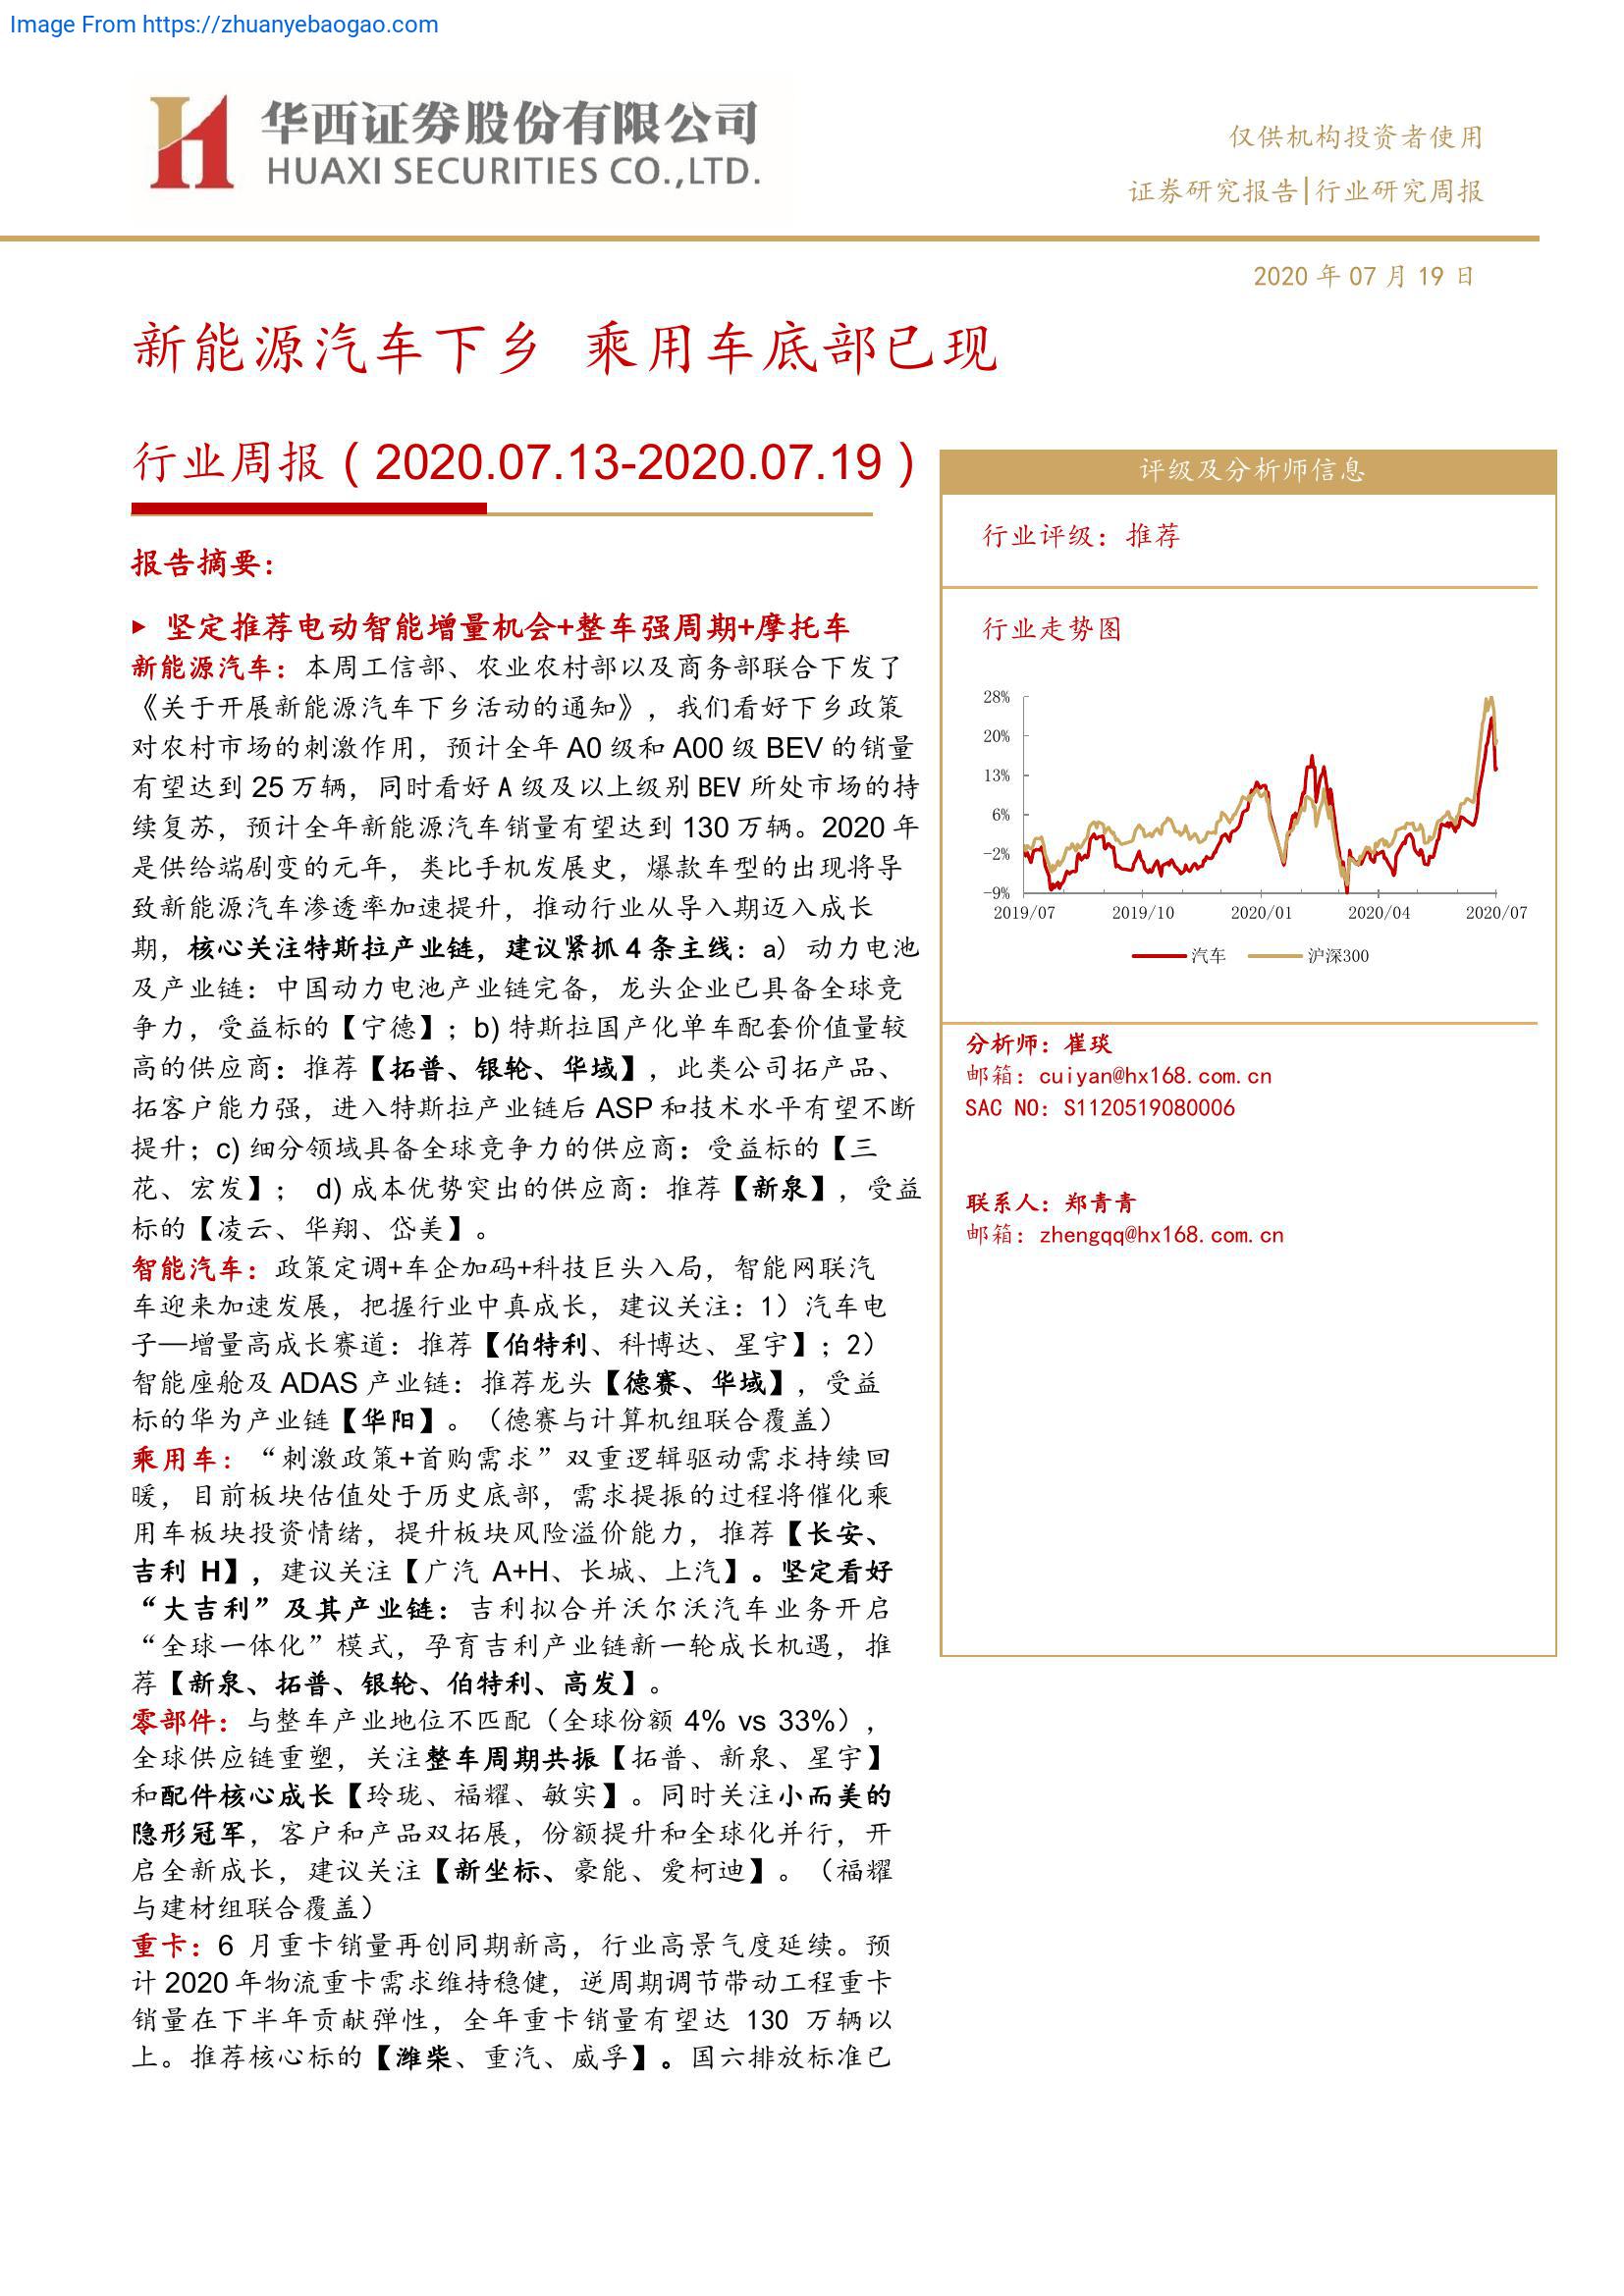 Image From https://zhuanyebaogao.com
华西证券股份有限公司
HUAXI SECURITIES CO.,LTD.
仅供机构投资者使用
证券研究报告|行业研究周报
2020 年 07 月 19 日
新能源汽车下乡 乘用车底部已现
行业周报（2020.07.13-2020.07.19）
报告摘要：
▶ 坚定推荐电动智能增量机会+整车强周期+摩托车
新能源汽车：本周工信部、农业农村部以及商务部联合下发了
《关于开展新能源汽车下乡活动的通知》，我们看好下乡政策
对农村市场的刺激作用，预计全年 A0 级和 A00 级 BEV 的销量
有望达到 25 万辆，同时看好 A 级及以上级别 BEV 所处市场的持
续复苏，预计全年新能源汽车销量有望达到 130 万辆。2020 年
是供给端剧变的元年，类比手机发展史，爆款车型的出现将导
致新能源汽车渗透率加速提升，推动行业从导入期迈入成长
期，核心关注特斯拉产业链，建议紧抓 4 条主线：a）动力电池
及产业链：中国动力电池产业链完备，龙头企业已具备全球竞
争力，受益标的【宁德】；b) 特斯拉国产化单车配套价值量较
高的供应商：推荐【拓普、银轮、华域】，此类公司拓产品、
拓客户能力强，进入特斯拉产业链后 ASP 和技术水平有望不断
提升；c) 细分领域具备全球竞争力的供应商：受益标的【三
花、宏发】； d) 成本优势突出的供应商：推荐【新泉】，受益
标的【凌云、华翔、岱美】。
智能汽车：政策定调+车企加码+科技巨头入局，智能网联汽
车迎来加速发展，把握行业中真成长，建议关注：1）汽车电
子—增量高成长赛道：推荐【伯特利、科博达、星宇】；2）
智能座舱及 ADAS 产业链：推荐龙头【德赛、华域】，受益
标的华为产业链【华阳】。（德赛与计算机组联合覆盖）
乘用车：“刺激政策+首购需求”双重逻辑驱动需求持续回
暖，目前板块估值处于历史底部，需求提振的过程将催化乘
用车板块投资情绪，提升板块风险溢价能力，推荐【长安、
吉利 H】，建议关注【广汽 A+H、长城、上汽】。坚定看好
“大吉利”及其产业链：吉利拟合并沃尔沃汽车业务开启
“全球一体化”模式，孕育吉利产业链新一轮成长机遇，推
荐【新泉、拓普、银轮、伯特利、高发】。
零部件：与整车产业地位不匹配（全球份额 4% vs 33%），
全球供应链重塑，关注整车周期共振【拓普、新泉、星宇】
和配件核心成长【玲珑、福耀、敏实】。同时关注小而美的
隐形冠军，客户和产品双拓展，份额提升和全球化并行，开
启全新成长，建议关注【新坐标、豪能、爱柯迪】。（福耀
与建材组联合覆盖）
重卡：6 月重卡销量再创同期新高，行业高景气度延续。预
计 2020 年物流重卡需求维持稳健，逆周期调节带动工程重卡
销量在下半年贡献弹性，全年重卡销量有望达 130 万辆以
上。推荐核心标的【潍柴、重汽、威孚】。国六排放标准已
评级及分析师信息
行业评级：推荐
行业走势图
28%
20%
13%
6%
-2%
-9%
2019/07 2019/10 2020/01 2020/04 2020/07
汽车 沪深300
分析师：崔琰
邮箱：cuiyan@hx168.com.cn
SAC NO：S1120519080006
联系人：郑青青
邮箱：zhengqq@hx168.com.cn